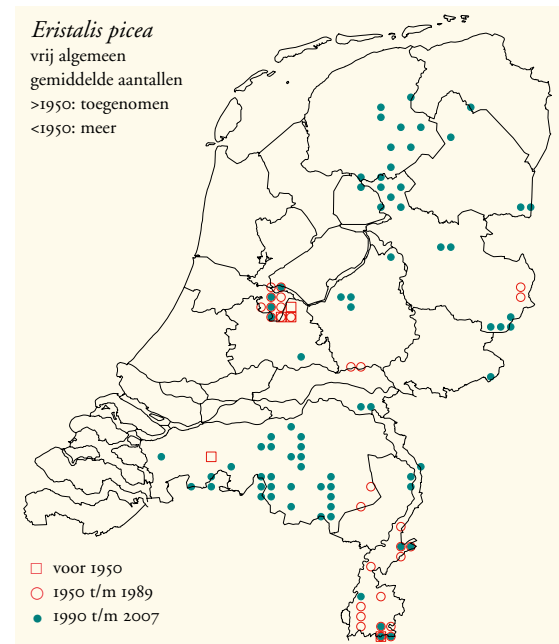 Eristalis picea
vrij algemeen
gemiddelde aantallen
>1950: toegenomen
<1950: meer
voor 1950
1950 t/m 1989
1990 t/m 2007